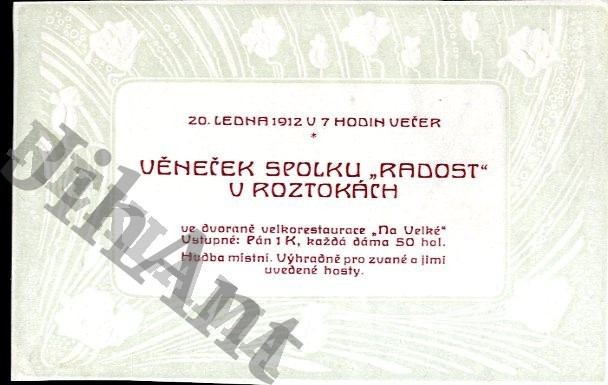 20. LEDNA 1912 V 7 HODIN VEČER
*
VĚNEČEK SPOLKU „RADOST“
V ROZTOKÁCH
ve dvoraně velkorestaurace „Na Velké“
Vstupné: Pán 1 K, každá dáma 50 hal.
Hudba místní. Výhradně pro zvané a jimi
uvedené hosty.
JirkiAnt